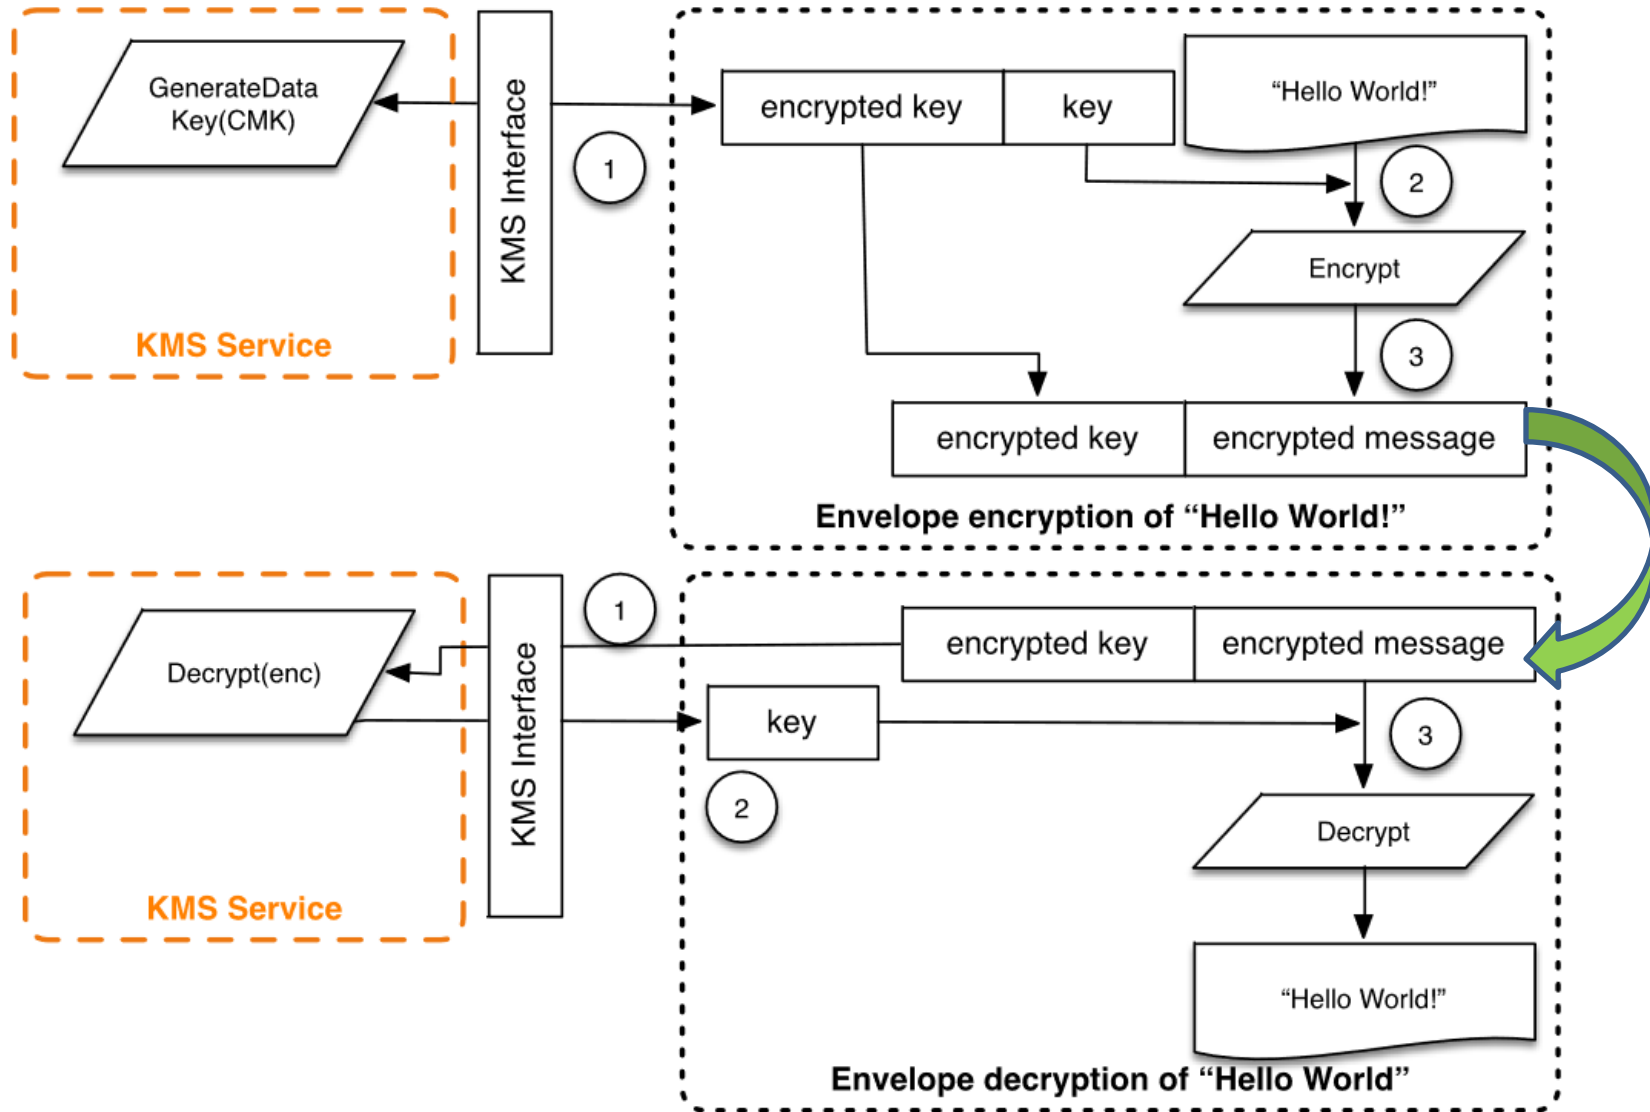 GenerateData
Key(CMK)
KMS Service
KMS Interface
1
encrypted key
key
“Hello World!”
2
Encrypt
3
encrypted key
encrypted message
Envelope encryption of “Hello World!”
Decrypt(enc)
KMS Service
KMS Interface
1
encrypted key
encrypted message
key
2
3
Decrypt
“Hello World!”
Envelope decryption of “Hello World”